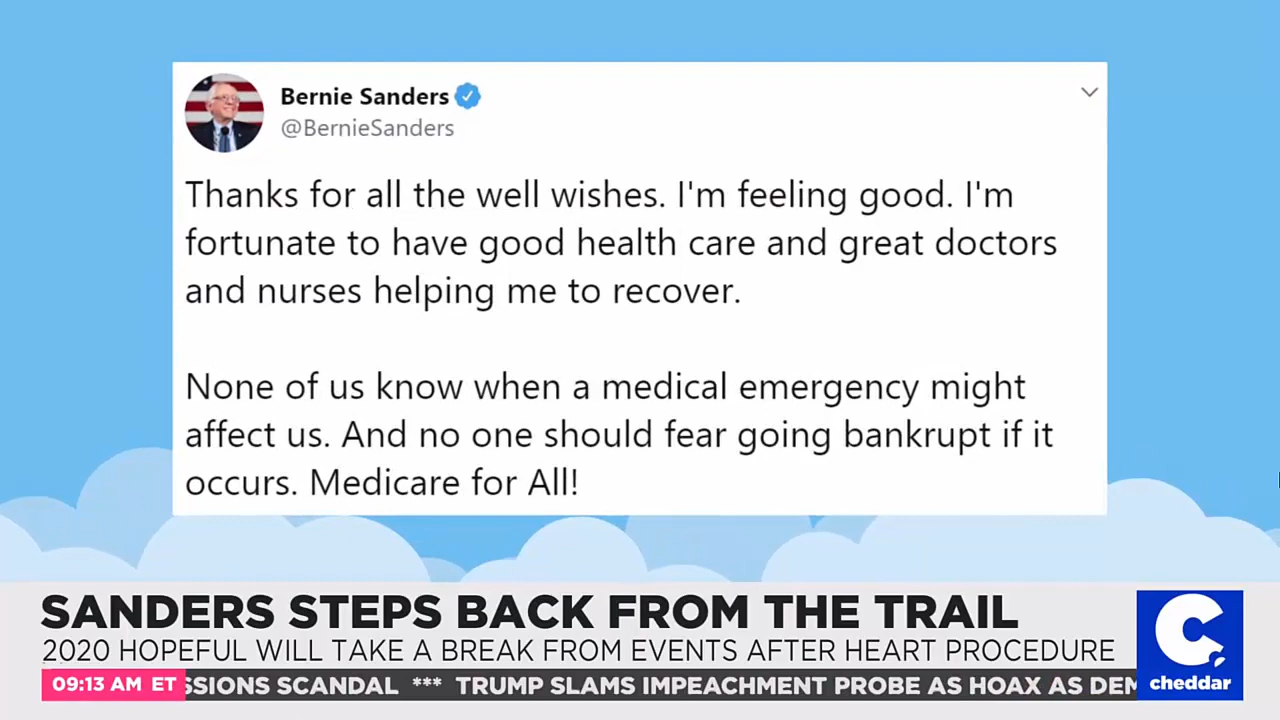 Bernie Sanders
@BernieSanders
Thanks for all the well wishes. I'm feeling good. I'm
fortunate to have good health care and great doctors
and nurses helping me to recover.
None of us know when a medical emergency might
affect us. And no one should fear going bankrupt if it
occurs. Medicare for All!
SANDERS STEPS BACK FROM THE TRAIL
2020 HOPEFUL WILL TAKE A BREAK FROM EVENTS AFTER HEART PROCEDURE
09:13 AM ET SSIONS SCANDAL *** TRUMP SLAMS IMPEACHMENT PROBE AS HOAX AS DEM
C
cheddar